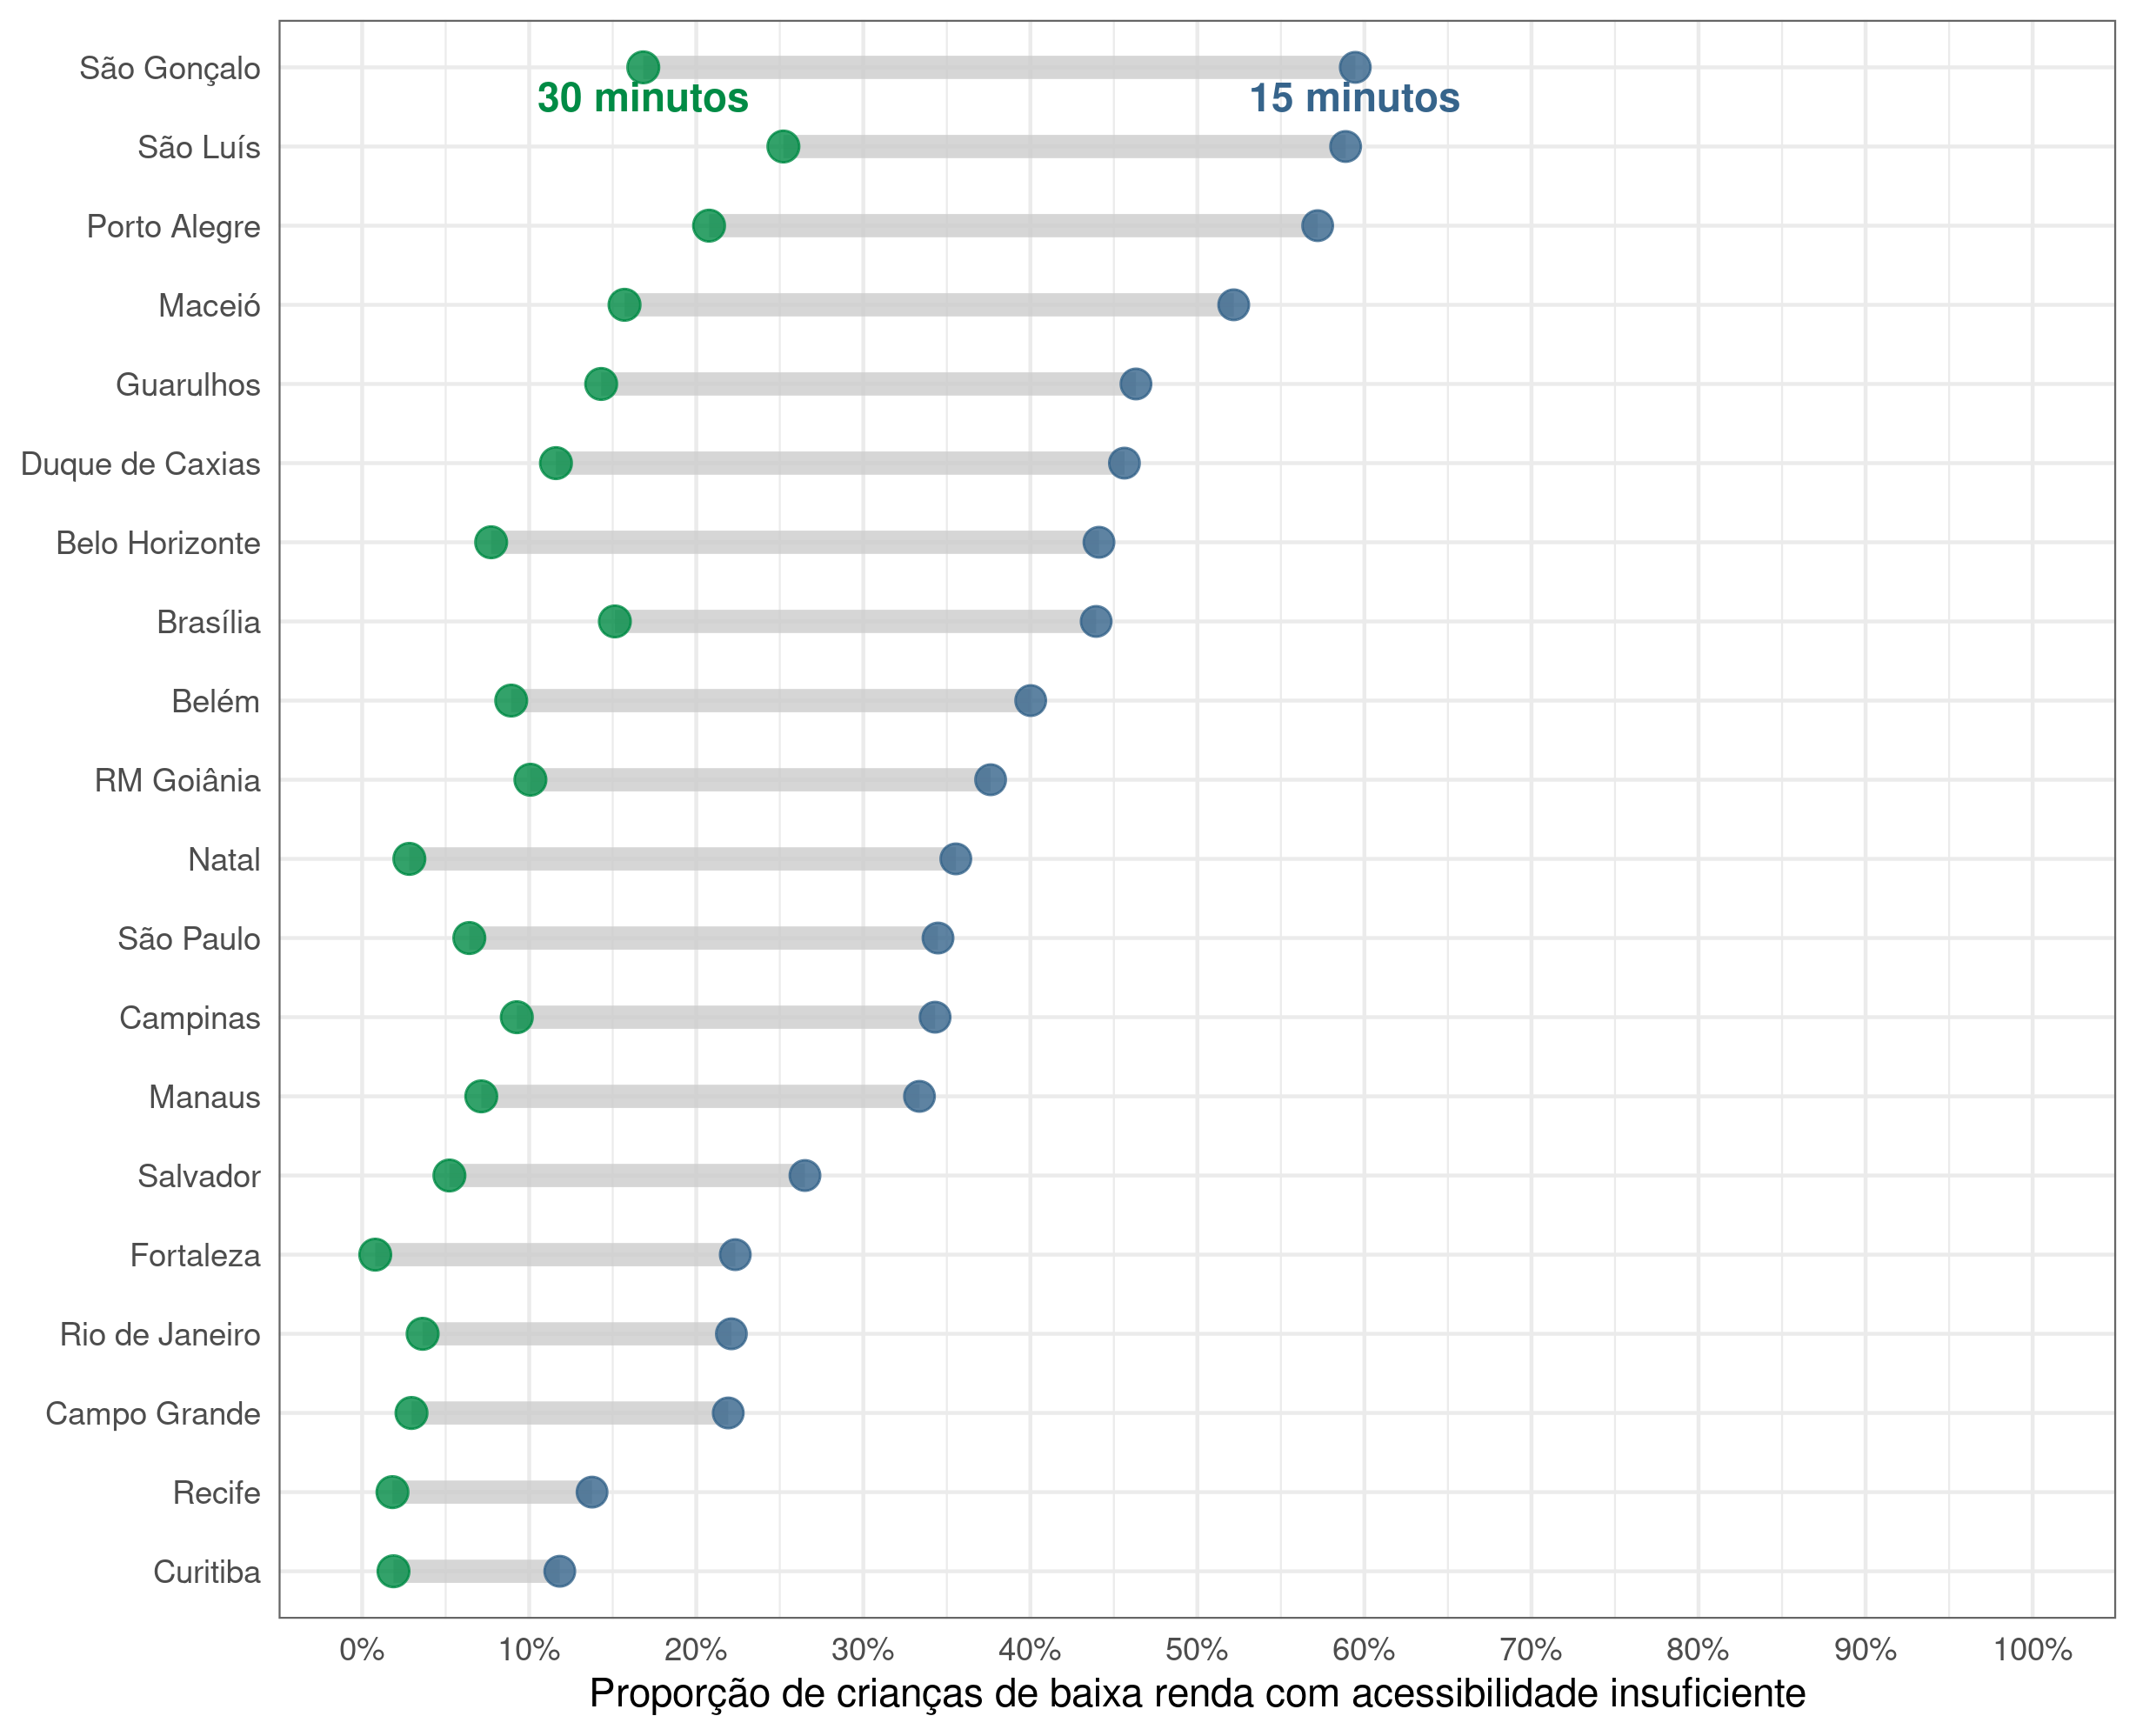 São Gonçalo
30 minutos
15 minutos
São Luís
Porto Alegre
Maceió
Guarulhos
Duque de Caxias
Belo Horizonte
Brasília
Belém
RM Goiânia
Natal
São Paulo
Campinas
Manaus
Salvador
Fortaleza
Rio de Janeiro
Campo Grande
Recife
Curitiba
0% 10% 20% 30% 40% 50% 60% 70% 80% 90% 100%
Proporção de crianças de baixa renda com acessibilidade insuficiente